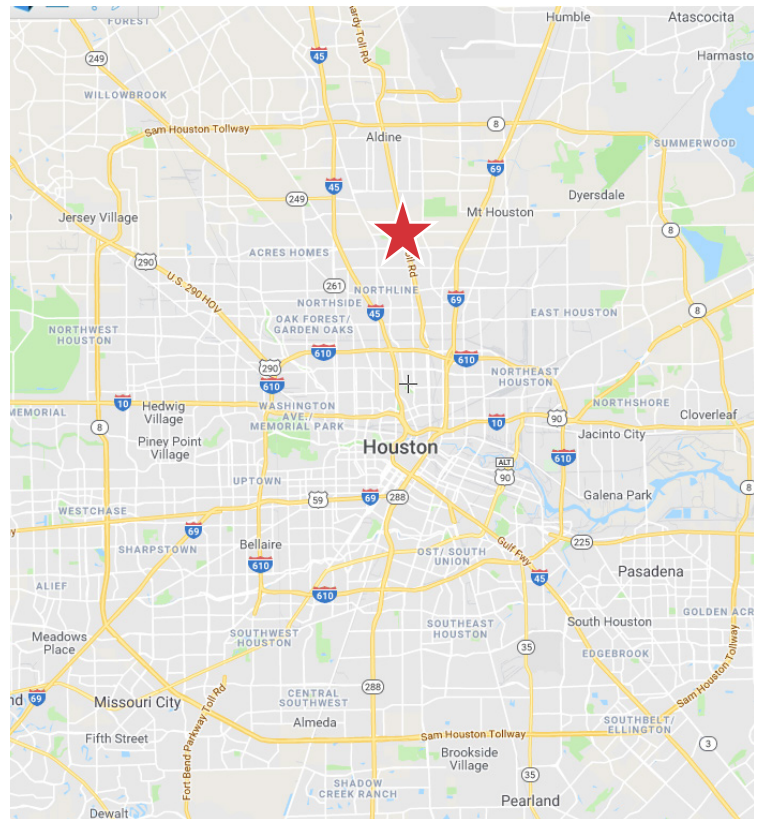 FOREST
Hardy Toll Rd
Humble
Atascocita
45
249
Harmasto
WILLOWBROOK
Sam Houston Tollway
8
Aldine
SUMMERWOOD
69
45
249
Dyersdale
Mt Houston
Jersey Village
8
290
ACRES HOMES
oll Rd
U.S. 290 HOV
261
NORTHLINE
69
NORTHSIDE
45
8
EAST HOUSTON
OAK FOREST/
GARDEN OAKS
NORTHWEST
HOUSTON
610
610
290
610
NORTHEAST
HOUSTON
10
MEMORIAL
Hedwig
Village
WASHINGTON
AVE./
MEMORIAL PARK
NORTHSHORE
Cloverleaf
90
10
8
Jacinto City
Piney Point
Village
Houston
610
ALT
90
UPTOWN
8
59
69
288
Galena Park
WESTCHASE
y
69
225
Bellaire
SHARPSTOWN
Gulf Fwy
OST/ SOUTH
UNION
610
45
Pasadena
ALIEF
610
GOLDEN ACR
South Houston
SOUTHEAST
HOUSTON
Meadows
Place
SOUTHWEST
HOUSTON
35
EDGEBROOK
Sam Houston Tollway
288
nd
69
Missouri City
CENTRAL
SOUTHWEST
Fort Bend Parkway Toll Rd
Almeda
SOUTHBELT/
ELLINGTON
Fifth Street
Sam Houston Tollway
3
Brookside
Village
35
SHADOW
CREEK RANCH
Pearland
Dewalt